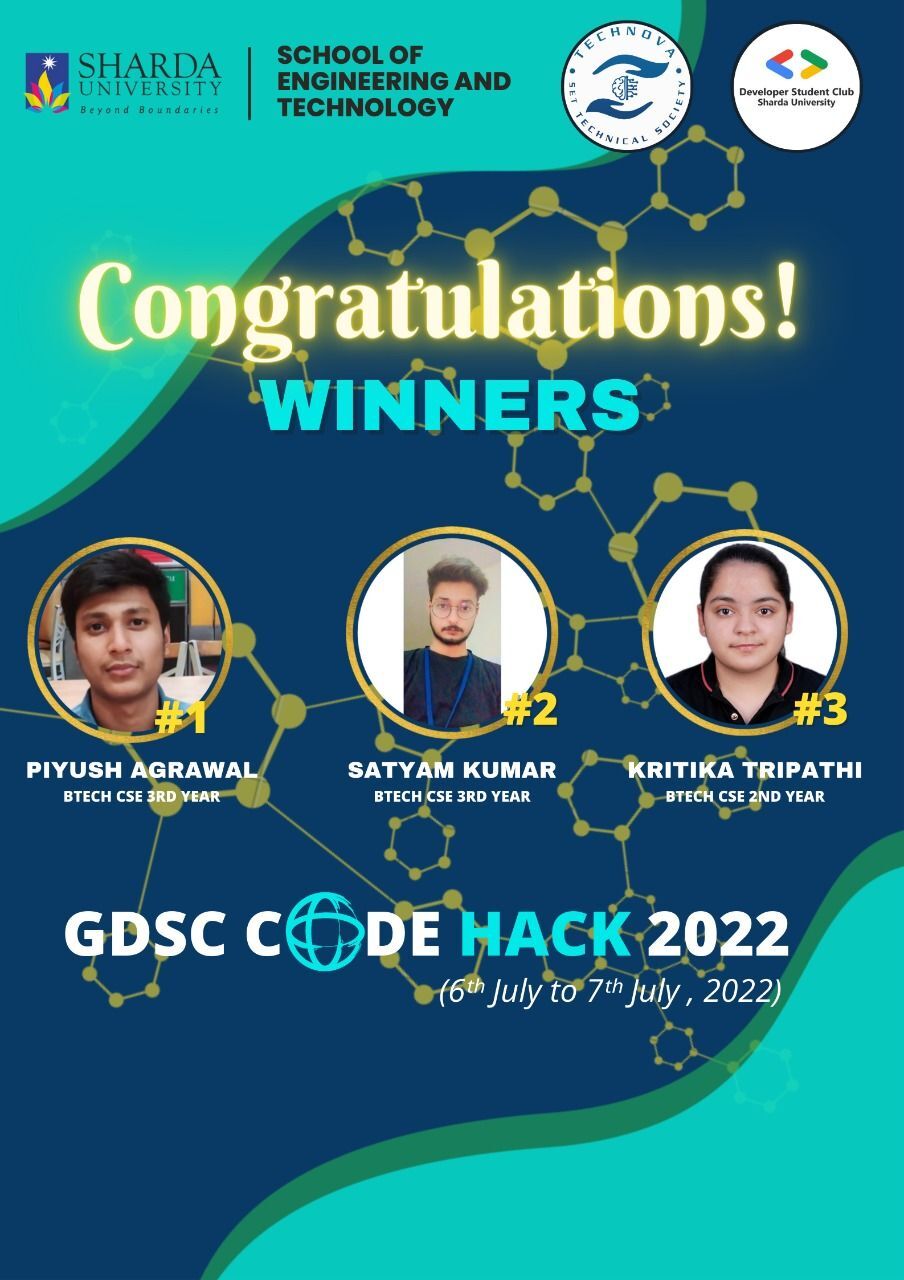 SHARDA
UNIVERSITY
Beyond Boundaries
SCHOOL OF
ENGINEERING AND
TECHNOLOGY
TECHNOVA
SET TECHNICAL SOCIETY
Developer Student Club
Sharda University
Congratulations!
WINNERS
#1
#2
#3
PIYUSH AGRAWAL
BTECH CSE 3RD YEAR
SATYAM KUMAR
BTECH CSE 3RD YEAR
KRITIKA TRIPATHI
BTECH CSE 2ND YEAR
GDSC CODE HACK 2022
(6th July to 7th July , 2022)